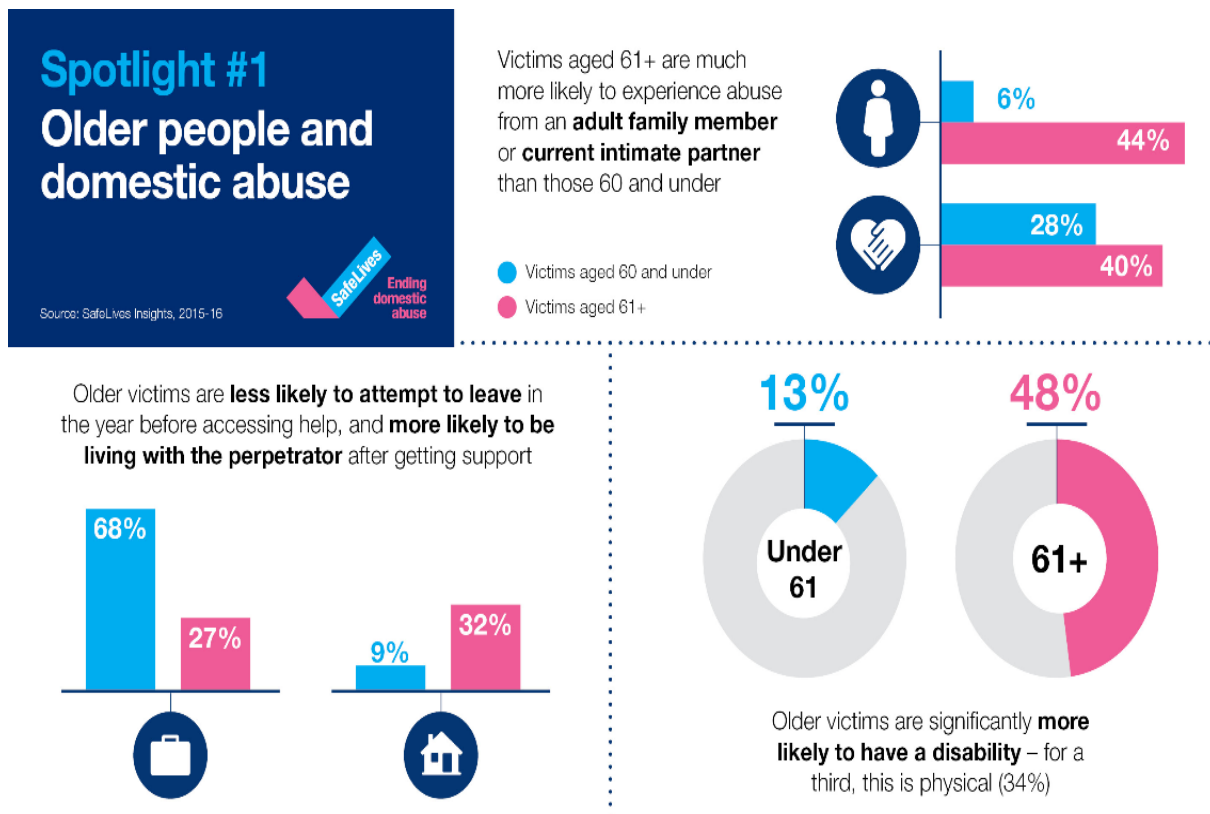 Spotlight #1
Older people and
domestic abuse
SafeLives
Ending
domestic
abuse
Source: SafeLives Insights, 2015-16
Victims aged 61+ are much
more likely to experience abuse
from an adult family member
or current intimate partner
than those 60 and under
Victims aged 60 and under
Victims aged 61+
6%
44%
28%
40%
Older victims are less likely to attempt to leave in
the year before accessing help, and more likely to be
living with the perpetrator after getting support
68%
27%
9%
32%
13%
48%
Under
61
61+
Older victims are significantly more
likely to have a disability – for a
third, this is physical (34%)